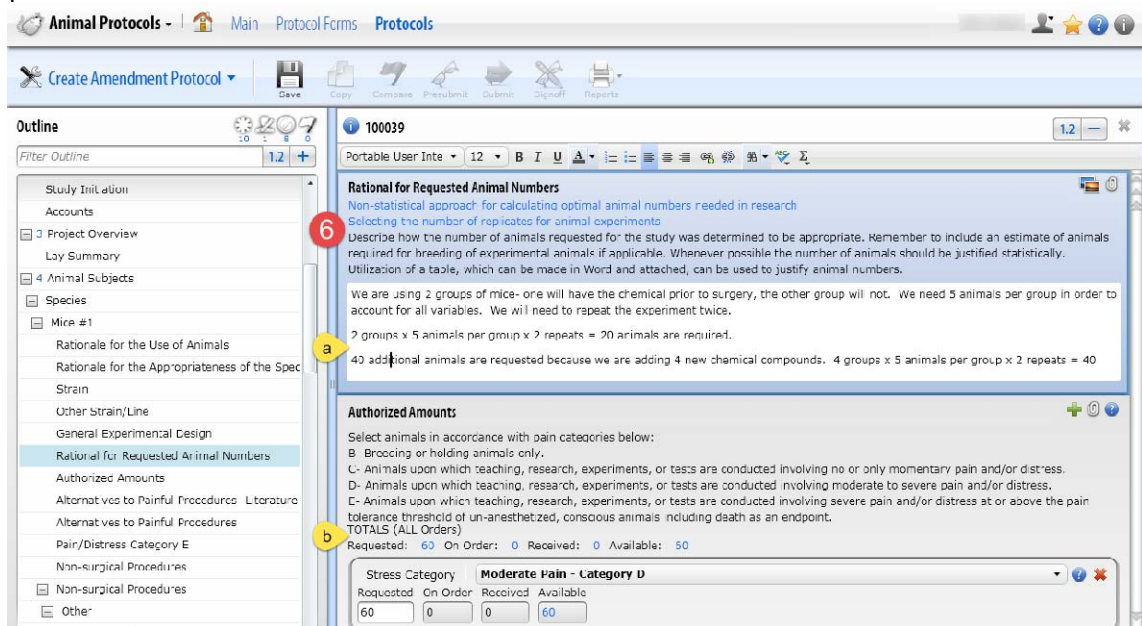 Animal Protocols - Main Protocol Forms Protocols
Create Amendment Protocol Save Copy Compare Presubmit Submit Signoff Reports
Outline
10 1 8 0
Filter Outline 1.2 +
Study Initiation
Accounts
3 Project Overview
Lay Summary
4 Animal Subjects
Species
Mice #1
Rationale for the Use of Animals
Rationale for the Appropriateness of the Spec
Strain
Other Strain/Line
General Experimental Design
Rational for Requested Animal Numbers
Authorized Amounts
Alternatives to Painful Procedures Literature
Alternatives to Painful Procedures
Pain/Distress Category E
Non-surgical Procedures
Non-surgical Procedures
Other
100039 1.2 —
Portable User Inte 12 B I U A
Rational for Requested Animal Numbers
Non-statistical approach for calculating optimal animal numbers needed in research
Selecting the number of replicates for animal experiments
6
Describe how the number of animals requested for the study was determined to be appropriate. Remember to include an estimate of animals
required for breeding of experimental animals if applicable. Whenever possible the number of animals should be justified statistically.
Utilization of a table, which can be made in Word and attached, can be used to justify animal numbers.
We are using 2 groups of mice- one will have the chemical prior to surgery, the other group will not. We need 5 animals per group in order to
account for all variables. We will need to repeat the experiment twice.
2 groups x 5 animals per group x 2 repeats = 20 animals are required.
a
40 additional animals are requested because we are adding 4 new chemical compounds. 4 groups x 5 animals per group x 2 repeats = 40
Authorized Amounts
Select animals in accordance with pain categories below:
B Breeding or holding animals only.
C- Animals upon which teaching, research, experiments, or tests are conducted involving no or only momentary pain and/or distress.
D- Animals upon which teaching, research, experiments, or tests are conducted involving moderate to severe pain and/or distress.
E- Animals upon which teaching, research, experiments, or tests are conducted involving severe pain and/or distress at or above the pain
tolerance threshold of un-anesthetized, conscious animals including death as an endpoint.
TOTALS (ALL Orders)
b
Requested: 60 On Order: 0 Received: 0 Available: 50
Stress Category Moderate Pain - Category D
Requested On Order Received Available
60 0 0 60